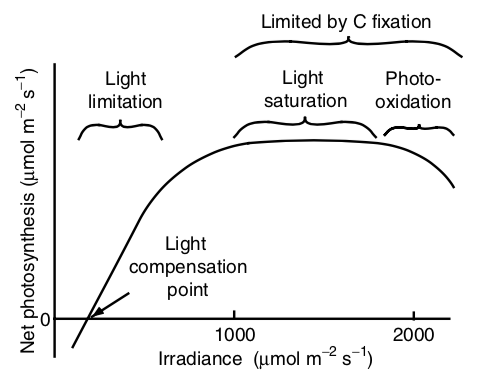 Limited by C fixation
Light
limitation
Light
saturation
Photo-
oxidation
Net photosynthesis (μmol m⁻² s⁻¹)
Light
compensation
point
0
1000
2000
Irradiance (μmol m⁻² s⁻¹)